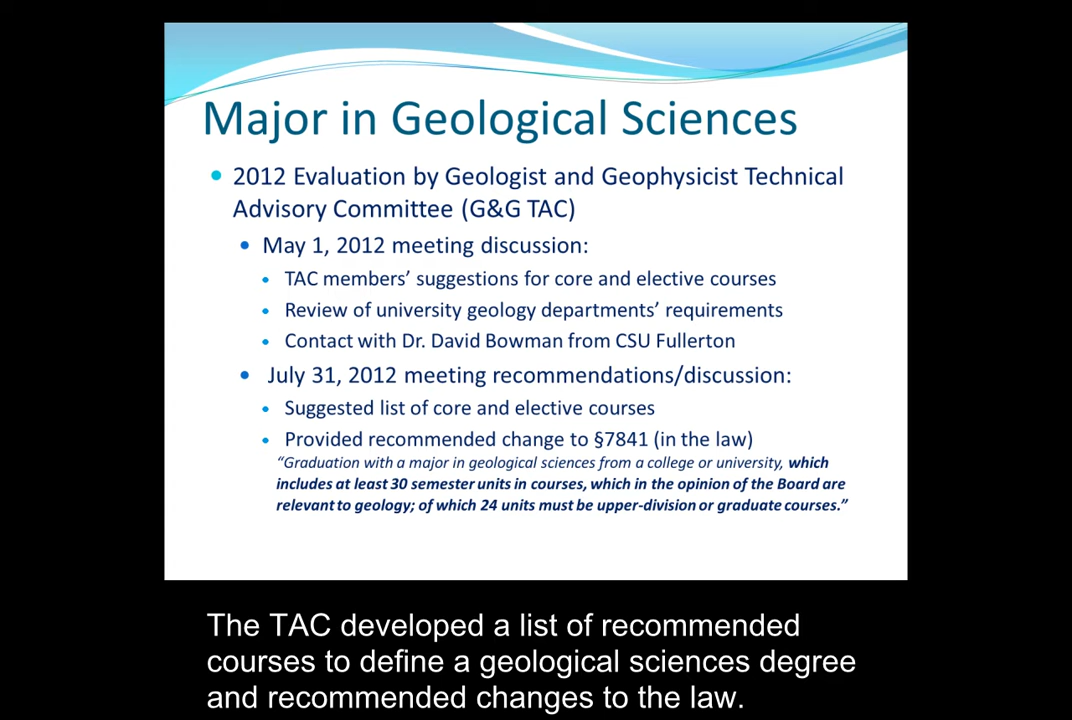 Major in Geological Sciences
2012 Evaluation by Geologist and Geophysicist Technical
Advisory Committee (G&G TAC)
May 1, 2012 meeting discussion:
TAC members’ suggestions for core and elective courses
Review of university geology departments’ requirements
Contact with Dr. David Bowman from CSU Fullerton
July 31, 2012 meeting recommendations/discussion:
Suggested list of core and elective courses
Provided recommended change to §7841 (in the law)
“Graduation with a major in geological sciences from a college or university, which
includes at least 30 semester units in courses, which in the opinion of the Board are
relevant to geology; of which 24 units must be upper-division or graduate courses.”
The TAC developed a list of recommended
courses to define a geological sciences degree
and recommended changes to the law.